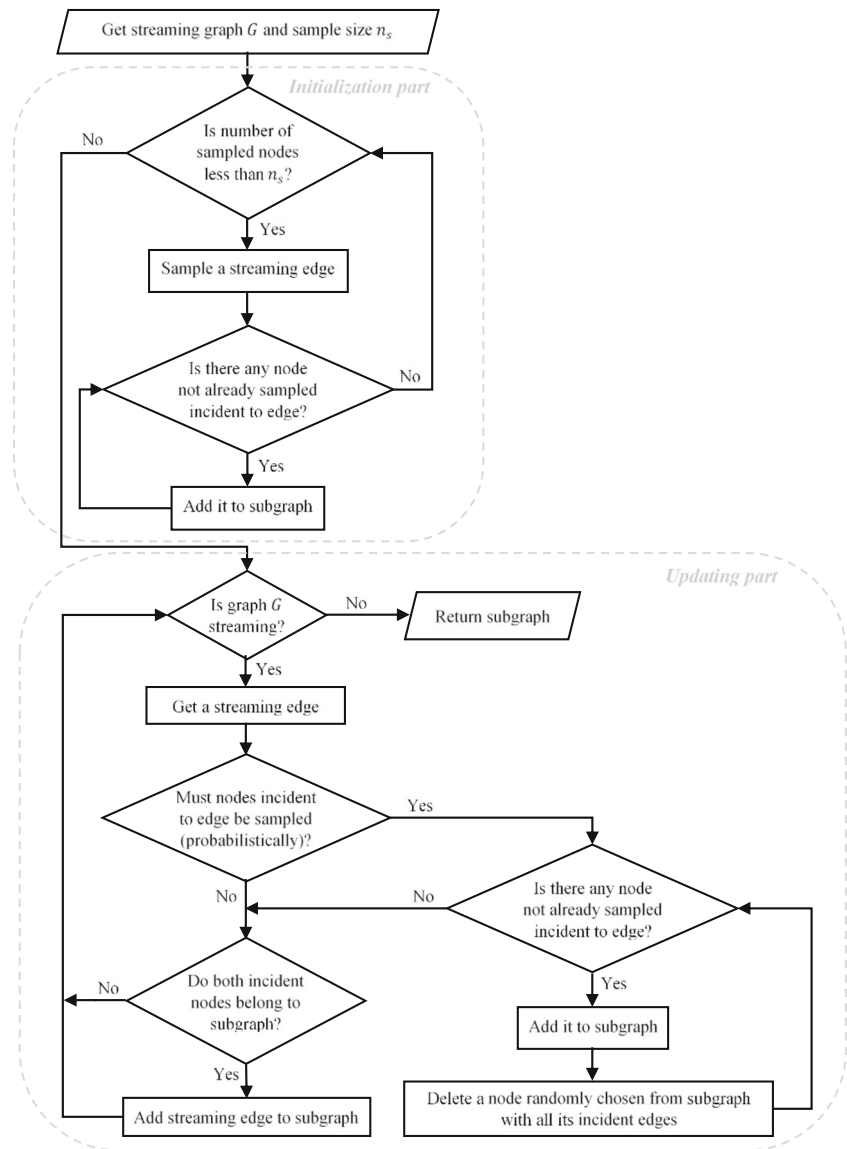 Get streaming graph G and sample size nₛ
Initialization part
Is number of
sampled nodes
less than nₛ?
No
Yes
Sample a streaming edge
Is there any node
not already sampled
incident to edge?
No
Yes
Add it to subgraph
Updating part
Is graph G
streaming?
No
Return subgraph
Yes
Get a streaming edge
Must nodes incident
to edge be sampled
(probabilistically)?
Yes
No
Is there any node
not already sampled
incident to edge?
No
Yes
Do both incident
nodes belong to
subgraph?
No
Yes
Add it to subgraph
Delete a node randomly chosen from subgraph
with all its incident edges
Add streaming edge to subgraph